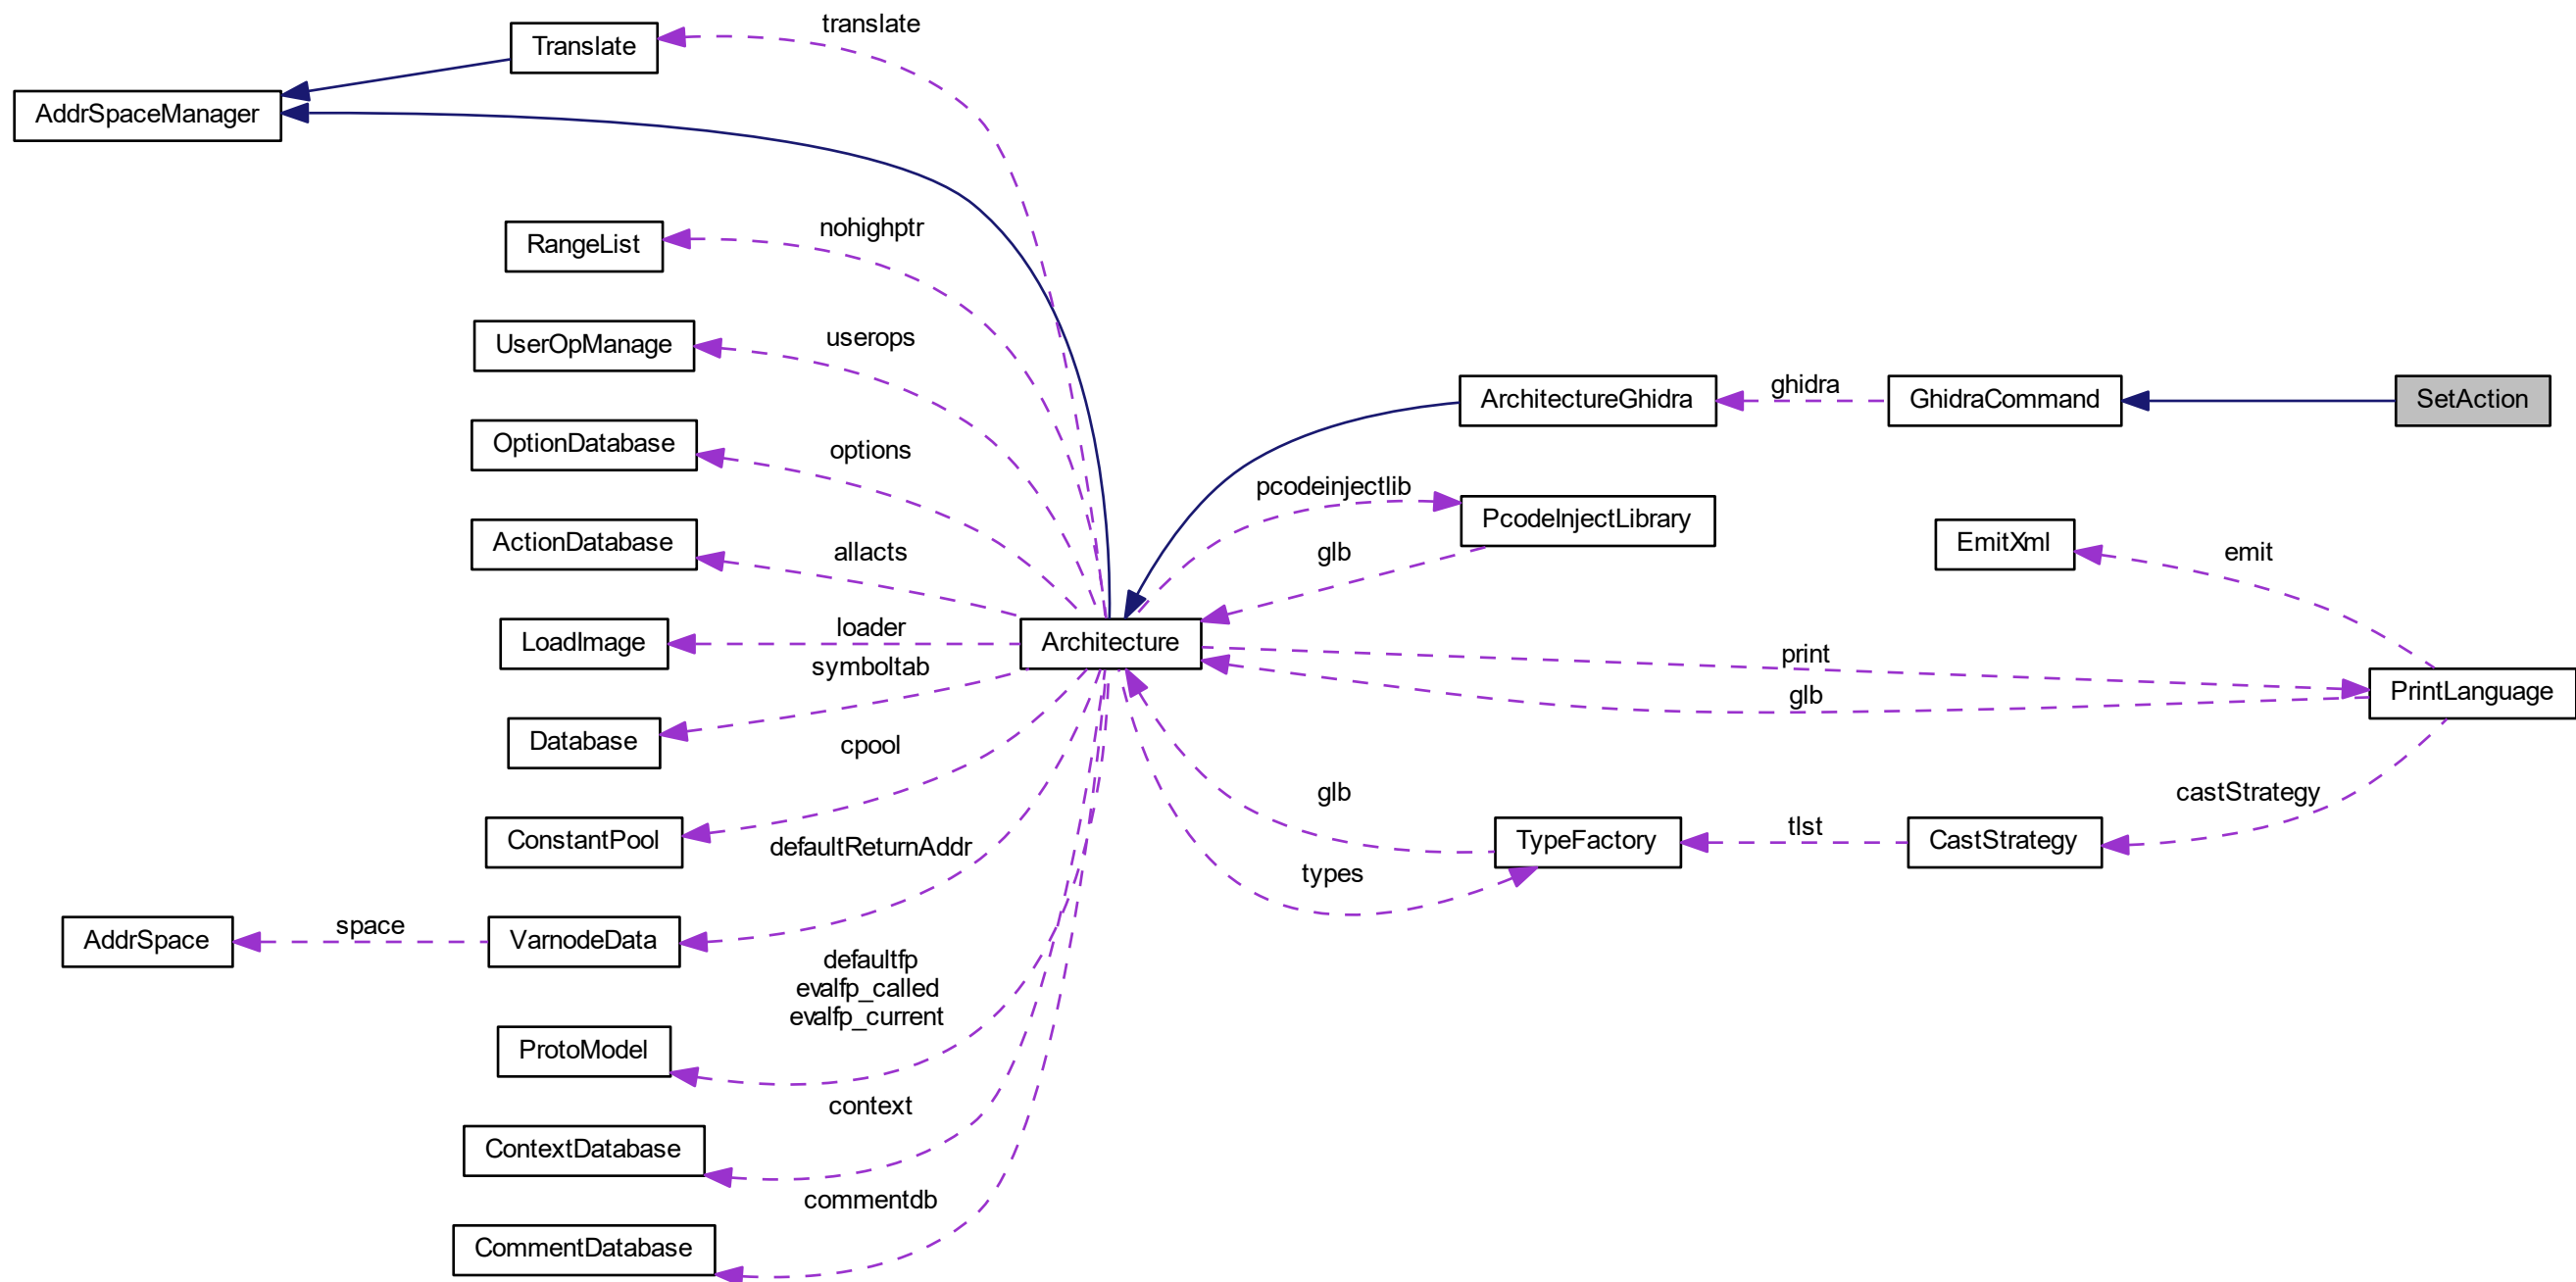 translate
Translate
AddrSpaceManager
nohighptr
RangeList
userops
UserOpManage
ghidra
ArchitectureGhidra
GhidraCommand
SetAction
options
OptionDatabase
pcodeinjectlib
PcodeInjectLibrary
ActionDatabase
allacts
glb
EmitXml
emit
loader
LoadImage
Architecture
print
symboltab
PrintLanguage
glb
Database
cpool
glb
castStrategy
ConstantPool
defaultReturnAddr
tlst
TypeFactory
CastStrategy
types
space
AddrSpace
VarnodeData
defaultfp
evalfp_called
evalfp_current
ProtoModel
context
ContextDatabase
commentdb
CommentDatabase